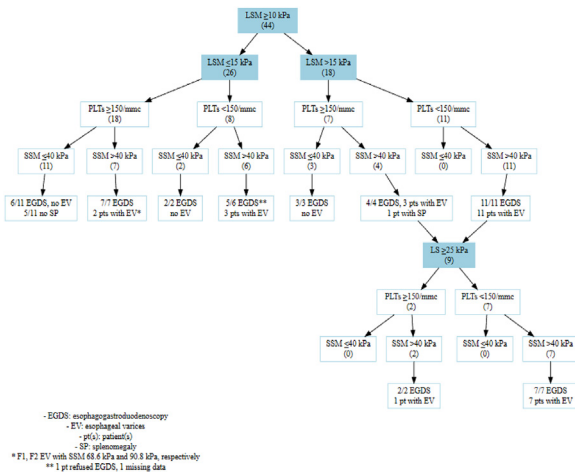 LSM ≥10 kPa
(44)
LSM ≤15 kPa
(26)
LSM >15 kPa
(18)
PLTs ≥150/mmc
(18)
PLTs <150/mmc
(8)
PLTs ≥150/mmc
(7)
PLTs <150/mmc
(11)
SSM ≤40 kPa
(11)
SSM >40 kPa
(7)
SSM ≤40 kPa
(2)
SSM >40 kPa
(6)
SSM ≤40 kPa
(3)
SSM >40 kPa
(4)
SSM ≤40 kPa
(0)
SSM >40 kPa
(11)
6/11 EGDS, no EV
5/11 no SP
7/7 EGDS
2 pts with EV*
2/2 EGDS
no EV
5/6 EGDS**
3 pts with EV
3/3 EGDS
no EV
4/4 EGDS, 3 pts with EV
1 pt with SP
11/11 EGDS
11 pts with EV
LS ≥25 kPa
(9)
PLTs ≥150/mmc
(2)
PLTs <150/mmc
(7)
SSM ≤40 kPa
(0)
SSM >40 kPa
(2)
SSM ≤40 kPa
(0)
SSM >40 kPa
(7)
2/2 EGDS
1 pt with EV
7/7 EGDS
7 pts with EV
- EGDS: esophagogastroduodenoscopy
- EV: esophageal varices
- pt(s): patient(s)
- SP: splenomegaly
* F1, F2 EV with SSM 68.6 kPa and 90.8 kPa, respectively
** 1 pt refused EGDS, 1 missing data